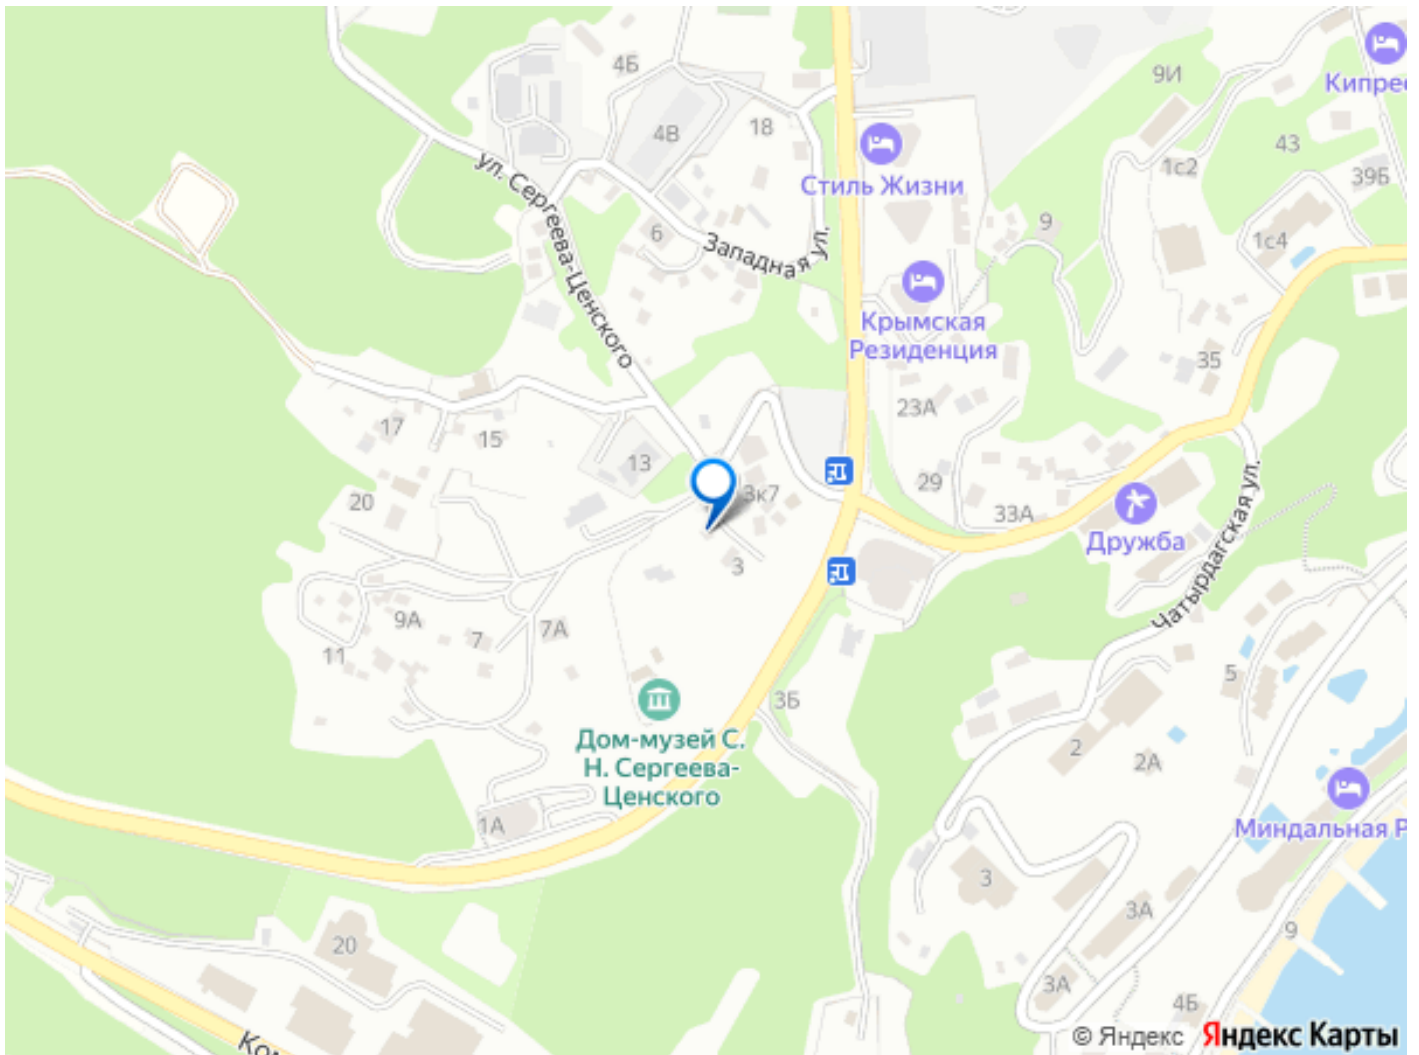 4Б
9И
Кипре
4В
18
43
ул. Сергеева-Ценского
Стиль Жизни
1с2
39Б
6
Западная ул.
9
1с4
Крымская
Резиденция
35
17
15
23А
13
3к7
29
20
33А
Дружба
3
Чатырдагская ул.
9А
7
7А
11
5
3Б
Дом-музей С.
Н. Сергеева-
Ценского
2
2А
1А
Миндальная Р
3
3А
20
9
3А
4Б
Ком
© Яндекс
Яндекс Карты